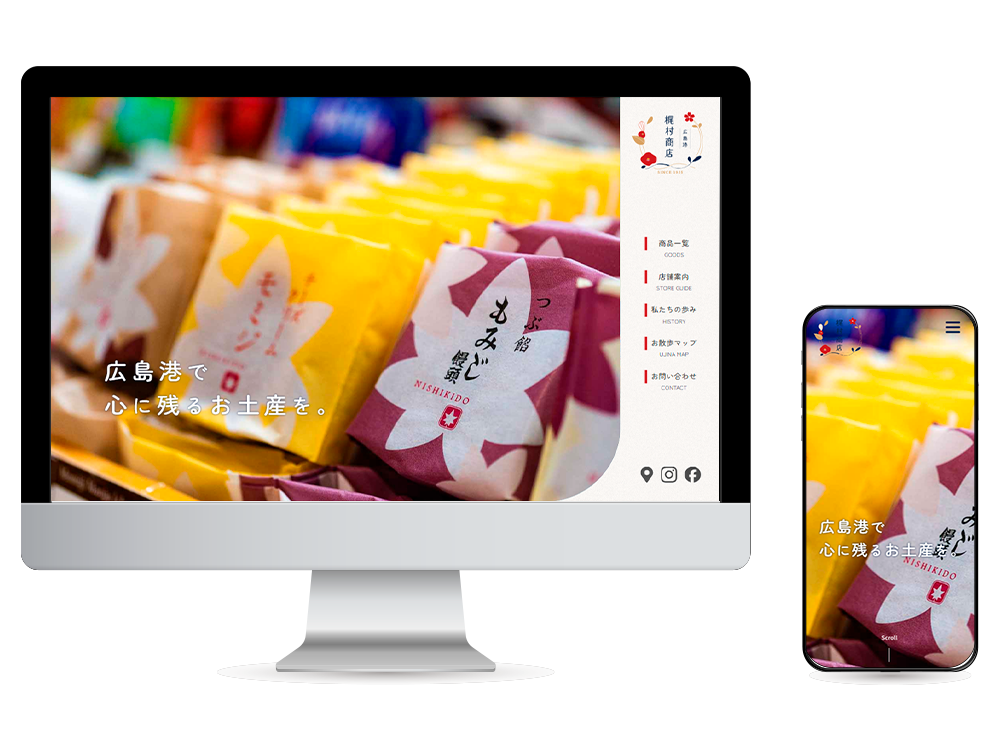 広島港で
心に残るお土産を。
つぶ餡
もみじ
饅頭
NISHIKIDO
梶村商店
広島港
SINCE 1919
商品一覧
GOODS
店舗案内
STORE GUIDE
私たちの歩み
HISTORY
お散歩マップ
UJINA MAP
お問い合わせ
CONTACT
広島港で
心に残るお土産を。
饅頭
NISHIKIDO
Scroll